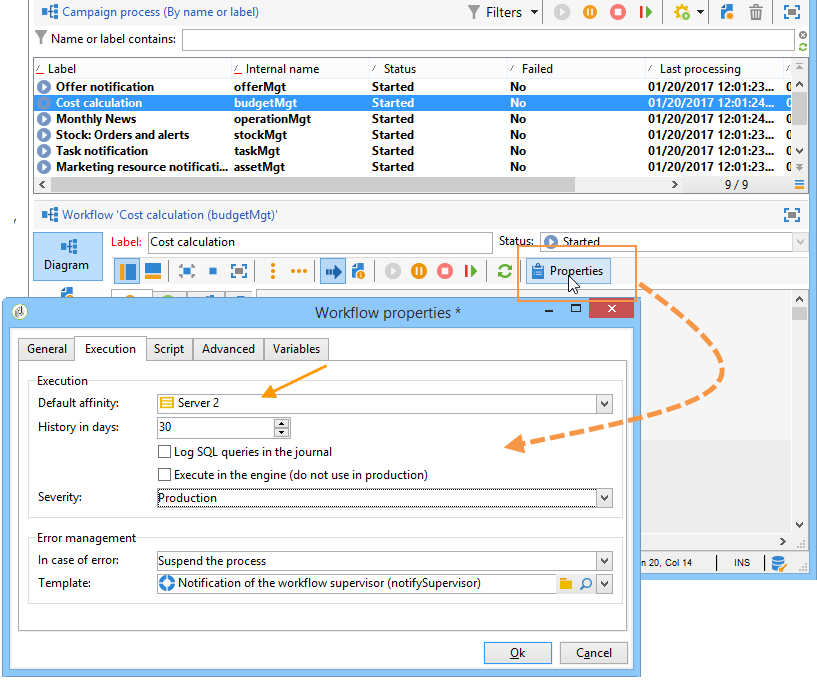 Campaign process (By name or label)
Filters
Name or label contains:
Label Internal name Status Failed Last processing
Offer notification offerMgt Started No 01/20/2017 12:01:23...
Cost calculation budgetMgt Started No 01/20/2017 12:01:24...
Monthly News operationMgt Started No 01/20/2017 12:01:24...
Stock: Orders and alerts stockMgt Started No 01/20/2017 12:01:23...
Task notification taskMgt Started No 01/20/2017 12:01:23...
Marketing resource notificati... assetMgt Started No 01/20/2017 12:01:23...
9 / 9
Workflow 'Cost calculation (budgetMgt)'
Diagram
Label: Cost calculation Status: Started
Properties
Workflow properties *
General Execution Script Advanced Variables
Execution
Default affinity: Server 2
History in days: 30
Log SQL queries in the journal
Execute in the engine (do not use in production)
Severity: Production
Error management
In case of error: Suspend the process
Template: Notification of the workflow supervisor (notifySupervisor)
n 20, Col 14 INS
Ok Cancel